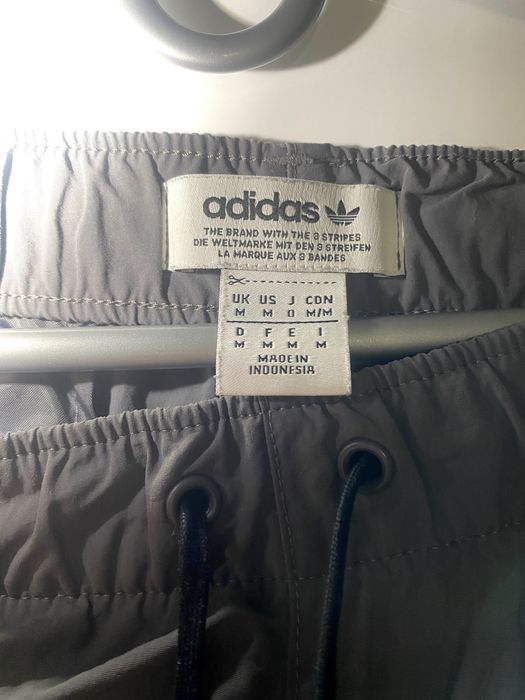 adidas
THE BRAND WITH THE 3 STRIPES
DIE WELTMARKE MIT DEN 3 STREIFEN
LA MARQUE AUX 3 BANDES
UK US J CDN
M M O M/M
D F E I
M M M M
MADE IN
INDONESIA